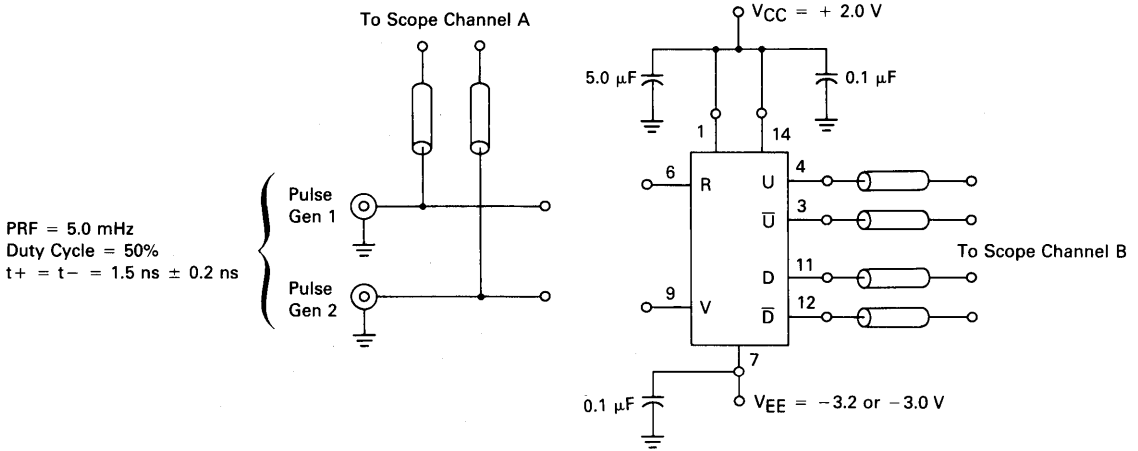 To Scope Channel A
VCC = + 2.0 V
5.0 μF
0.1 μF
1
14
6
R
U
4
U̅
3
Pulse
Gen 1
PRF = 5.0 mHz
Duty Cycle = 50%
t+ = t− = 1.5 ns ± 0.2 ns
To Scope Channel B
D
11
Pulse
Gen 2
9
V
D̅
12
7
0.1 μF
VEE = −3.2 or −3.0 V